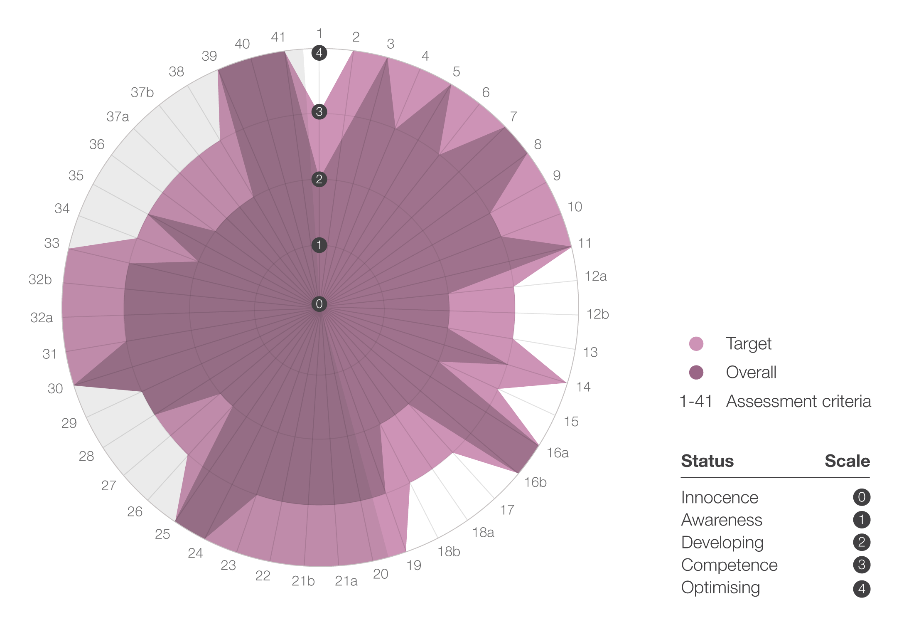 1
2
3
4
5
6
7
8
9
10
11
12a
12b
13
14
15
16a
16b
17
18a
18b
19
20
21a
21b
22
23
24
25
26
27
28
29
30
31
32a
32b
33
34
35
36
37a
37b
38
39
40
41
4
3
2
1
0
Target
Overall
1-41 Assessment criteria
Status Scale
Innocence 0
Awareness 1
Developing 2
Competence 3
Optimising 4